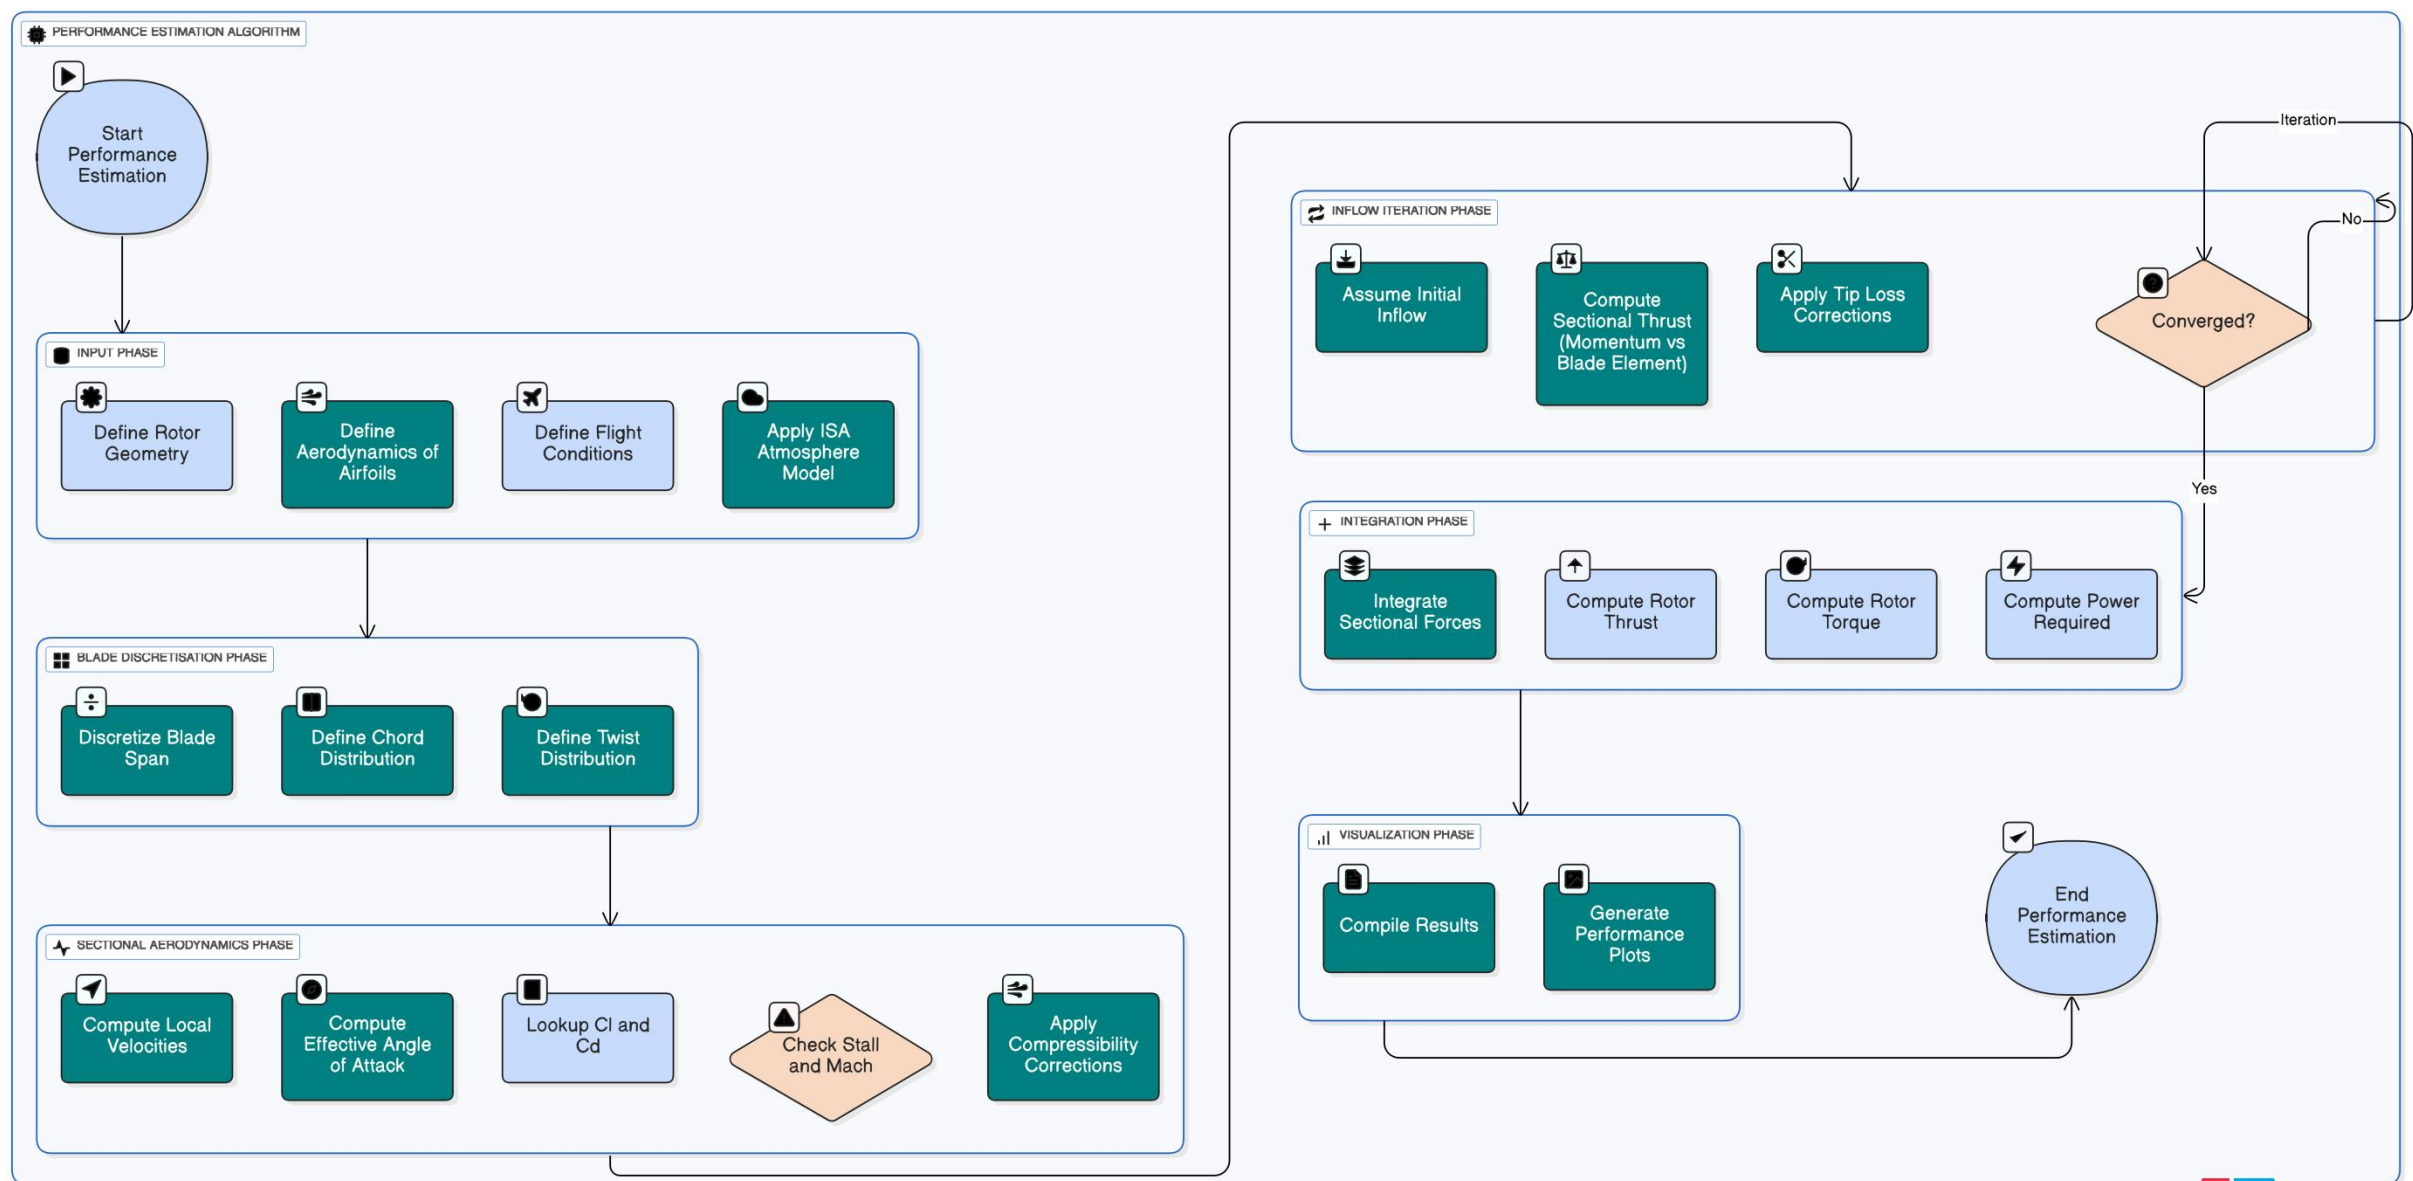 PERFORMANCE ESTIMATION ALGORITHM
Start
Performance
Estimation
INPUT PHASE
Define Rotor
Geometry
Define
Aerodynamics of
Airfoils
Define Flight
Conditions
Apply ISA
Atmosphere
Model
BLADE DISCRETISATION PHASE
Discretize Blade
Span
Define Chord
Distribution
Define Twist
Distribution
SECTIONAL AERODYNAMICS PHASE
Compute Local
Velocities
Compute
Effective Angle
of Attack
Lookup Cl and
Cd
Check Stall
and Mach
Apply
Compressibility
Corrections
Iteration
INFLOW ITERATION PHASE
No
Assume Initial
Inflow
Compute
Sectional Thrust
(Momentum vs
Blade Element)
Apply Tip Loss
Corrections
Converged?
Yes
INTEGRATION PHASE
Integrate
Sectional Forces
Compute Rotor
Thrust
Compute Rotor
Torque
Compute Power
Required
VISUALIZATION PHASE
Compile Results
Generate
Performance
Plots
End
Performance
Estimation